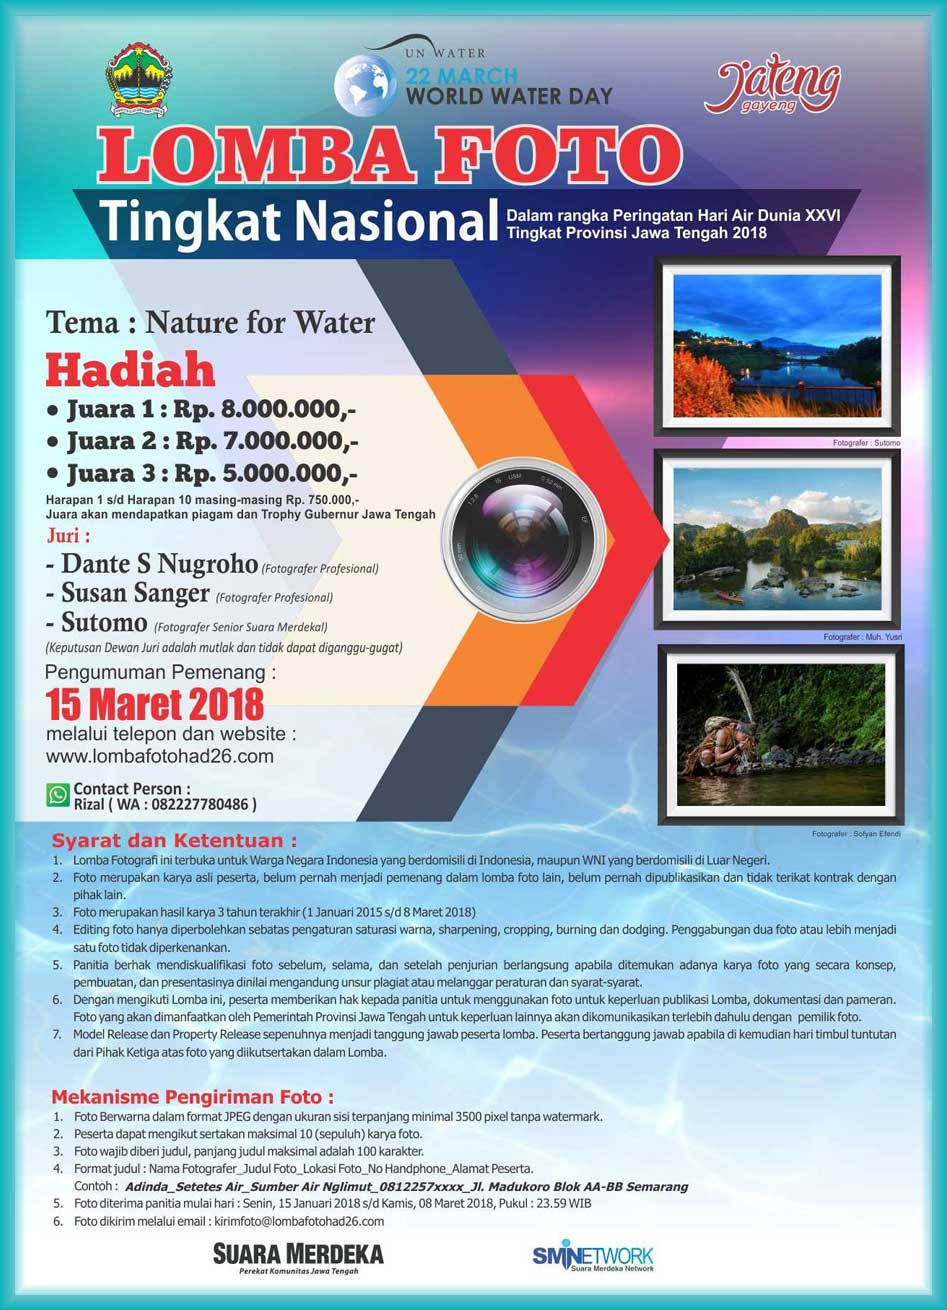 UN WATER
22 MARCH
WORLD WATER DAY
Jateng
gayeng
LOMBA FOTO
Tingkat Nasional
Dalam rangka Peringatan Hari Air Dunia XXVI
Tingkat Provinsi Jawa Tengah 2018
Tema : Nature for Water
Hadiah
• Juara 1 : Rp. 8.000.000,-
• Juara 2 : Rp. 7.000.000,-
• Juara 3 : Rp. 5.000.000,-
Harapan 1 s/d Harapan 10 masing-masing Rp. 750.000,-
Juara akan mendapatkan piagam dan Trophy Gubernur Jawa Tengah
Juri :
- Dante S Nugroho (Fotografer Profesional)
- Susan Sanger (Fotografer Profesional)
- Sutomo (Fotografer Senior Suara Merdekal)
(Keputusan Dewan Juri adalah mutlak dan tidak dapat diganggu-gugat)
Pengumuman Pemenang :
15 Maret 2018
melalui telepon dan website :
www.lombafotohad26.com
Contact Person :
Rizal ( WA : 082227780486 )
Fotografer : Sutomo
Fotografer : Muh. Yusri
Fotografer : Sofyan Efendi
Syarat dan Ketentuan :
1. Lomba Fotografi ini terbuka untuk Warga Negara Indonesia yang berdomisili di Indonesia, maupun WNI yang berdomisili di Luar Negeri.
2. Foto merupakan karya asli peserta, belum pernah menjadi pemenang dalam lomba foto lain, belum pernah dipublikasikan dan tidak terikat kontrak dengan
pihak lain.
3. Foto merupakan hasil karya 3 tahun terakhir (1 Januari 2015 s/d 8 Maret 2018)
4. Editing foto hanya diperbolehkan sebatas pengaturan saturasi warna, sharpening, cropping, burning dan dodging. Penggabungan dua foto atau lebih menjadi
satu foto tidak diperkenankan.
5. Panitia berhak mendiskualifikasi foto sebelum, selama, dan setelah penjurian berlangsung apabila ditemukan adanya karya foto yang secara konsep,
pembuatan, dan presentasinya dinilai mengandung unsur plagiat atau melanggar peraturan dan syarat-syarat.
6. Dengan mengikuti Lomba ini, peserta memberikan hak kepada panitia untuk menggunakan foto untuk keperluan publikasi Lomba, dokumentasi dan pameran.
Foto yang akan dimanfaatkan oleh Pemerintah Provinsi Jawa Tengah untuk keperluan lainnya akan dikomunikasikan terlebih dahulu dengan pemilik foto.
7. Model Release dan Property Release sepenuhnya menjadi tanggung jawab peserta lomba. Peserta bertanggung jawab apabila di kemudian hari timbul tuntutan
dari Pihak Ketiga atas foto yang diikutsertakan dalam Lomba.
Mekanisme Pengiriman Foto :
1. Foto Berwarna dalam format JPEG dengan ukuran sisi terpanjang minimal 3500 pixel tanpa watermark.
2. Peserta dapat mengikut sertakan maksimal 10 (sepuluh) karya foto.
3. Foto wajib diberi judul, panjang judul maksimal adalah 100 karakter.
4. Format judul : Nama Fotografer_Judul Foto_Lokasi Foto_No Handphone_Alamat Peserta.
Contoh : Adinda_Setetes Air_Sumber Air Nglimut_0812257xxxx_Jl. Madukoro Blok AA-BB Semarang
5. Foto diterima panitia mulai hari : Senin, 15 Januari 2018 s/d Kamis, 08 Maret 2018, Pukul : 23.59 WIB
6. Foto dikirim melalui email : kirimfoto@lombafotohad26.com
SUARA MERDEKA
Perekat Komunitas Jawa Tengah
SMNETWORK
Suara Merdeka Network